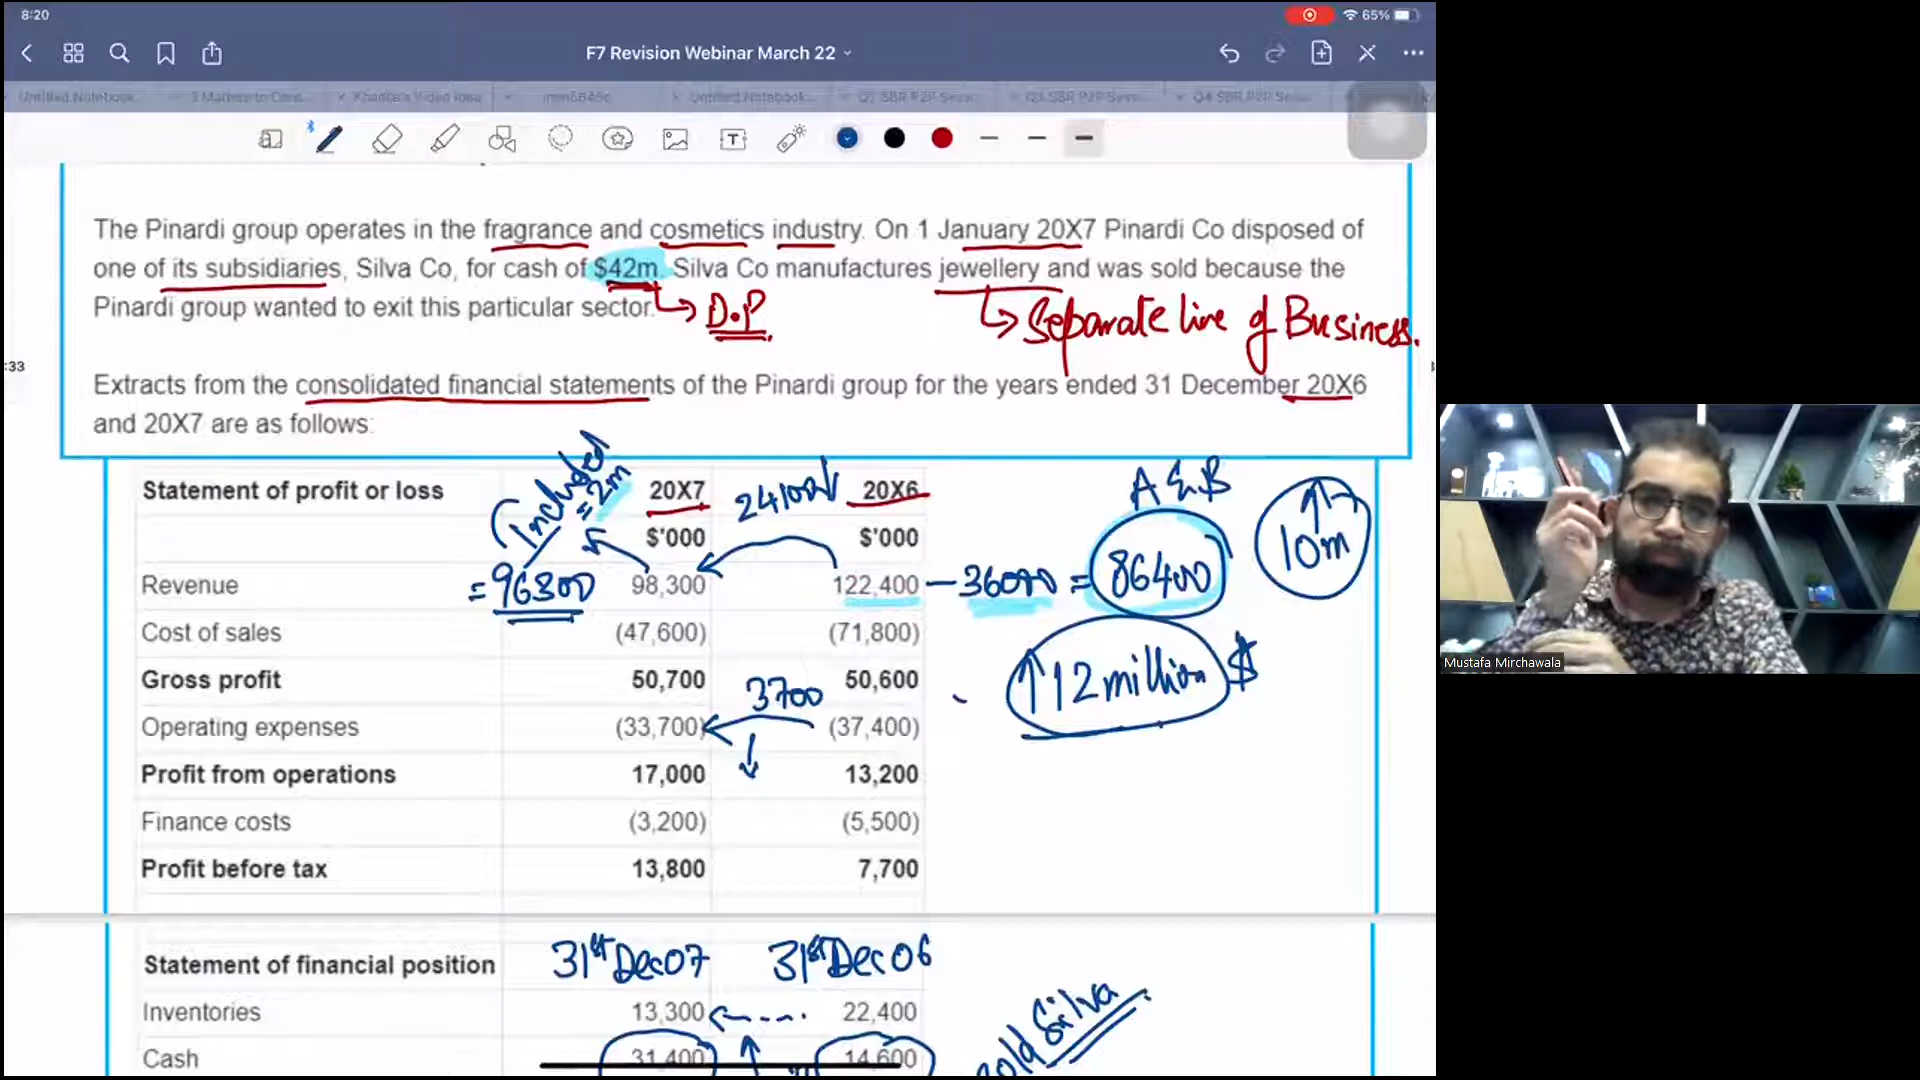 8:20
65%
F7 Revision Webinar March 22
Untitled Notebook...
Untitled Notebook...
The Pinardi group operates in the fragrance and cosmetics industry. On 1 January 20X7 Pinardi Co disposed of
one of its subsidiaries, Silva Co, for cash of $42m. Silva Co manufactures jewellery and was sold because the
Pinardi group wanted to exit this particular sector.
D.P
Separate line of Business.
:33
Extracts from the consolidated financial statements of the Pinardi group for the years ended 31 December 20X6
and 20X7 are as follows:
Included = 2m
24100
A & B
10m
Statement of profit or loss 20X7 20X6
$'000 $'000
Revenue = 96300 98,300 122,400 - 36000 = 86400
Cost of sales (47,600) (71,800)
12 million $
Gross profit 50,700 50,600
3700
Operating expenses (33,700) (37,400)
Profit from operations 17,000 13,200
Finance costs (3,200) (5,500)
Profit before tax 13,800 7,700
31st Dec 07 31st Dec 06
Statement of financial position
Inventories 13,300 22,400
Cash 31,400 14,600
sold Silva
Mustafa Mirchawala